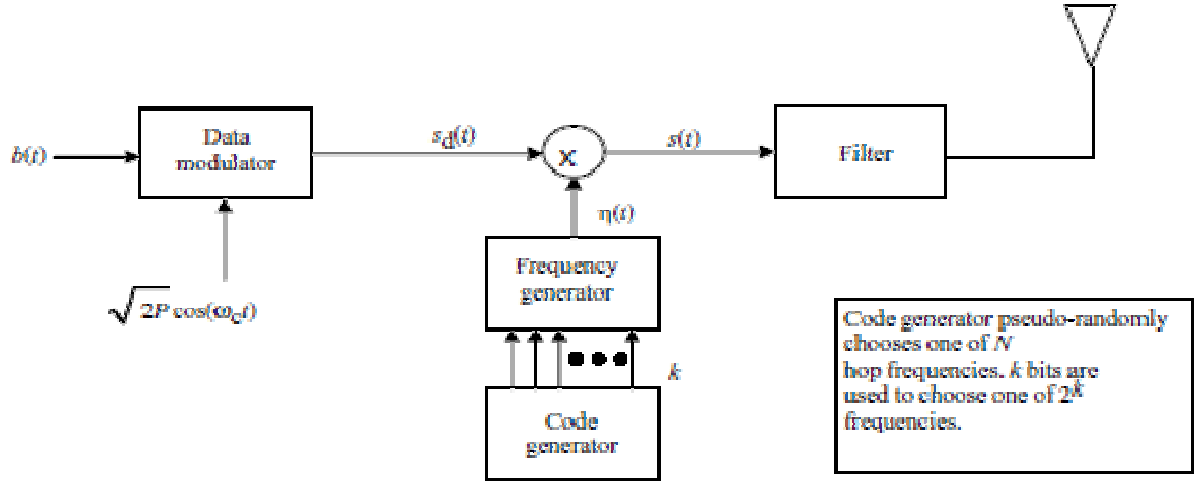 b(t)
Data
modulator
s_d(t)
x
s(t)
Filter
η(t)
√2P cos(ω_c t)
Frequency
generator
k
Code
generator
Code generator pseudo-randomly
chooses one of N
hop frequencies. k bits are
used to choose one of 2^k
frequencies.